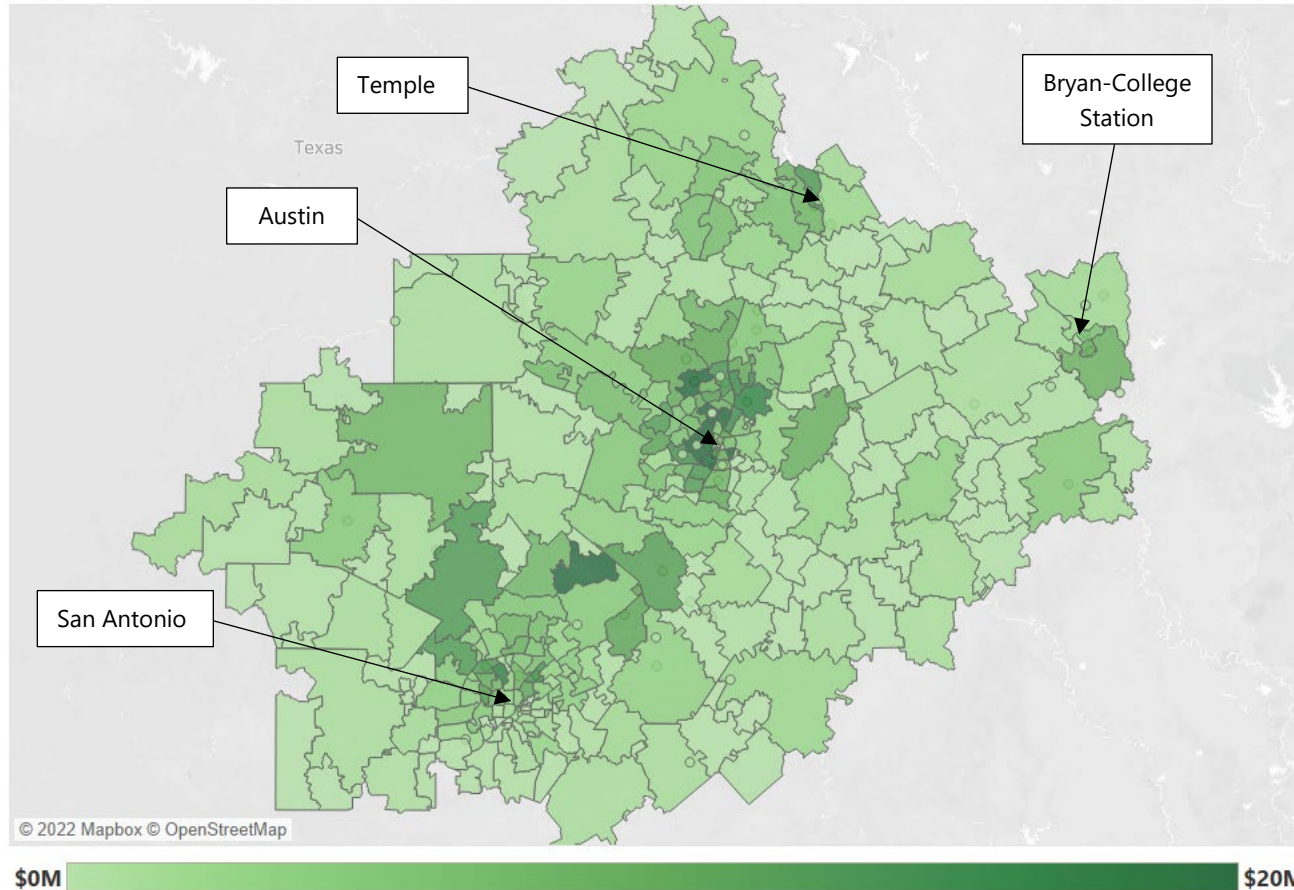 Temple
Bryan-College
Station
Texas
Austin
San Antonio
© 2022 Mapbox © OpenStreetMap
$0M
$20M